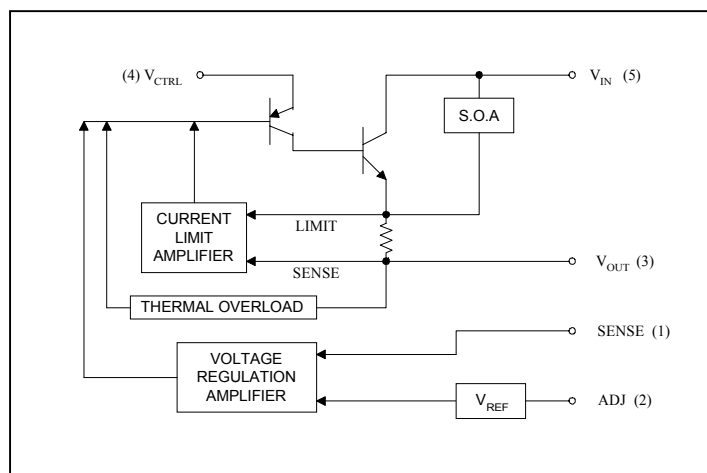 (4) VCTRL
VIN (5)
S.O.A
CURRENT
LIMIT
AMPLIFIER
LIMIT
SENSE
VOUT (3)
THERMAL OVERLOAD
SENSE (1)
VOLTAGE
REGULATION
AMPLIFIER
VREF
ADJ (2)